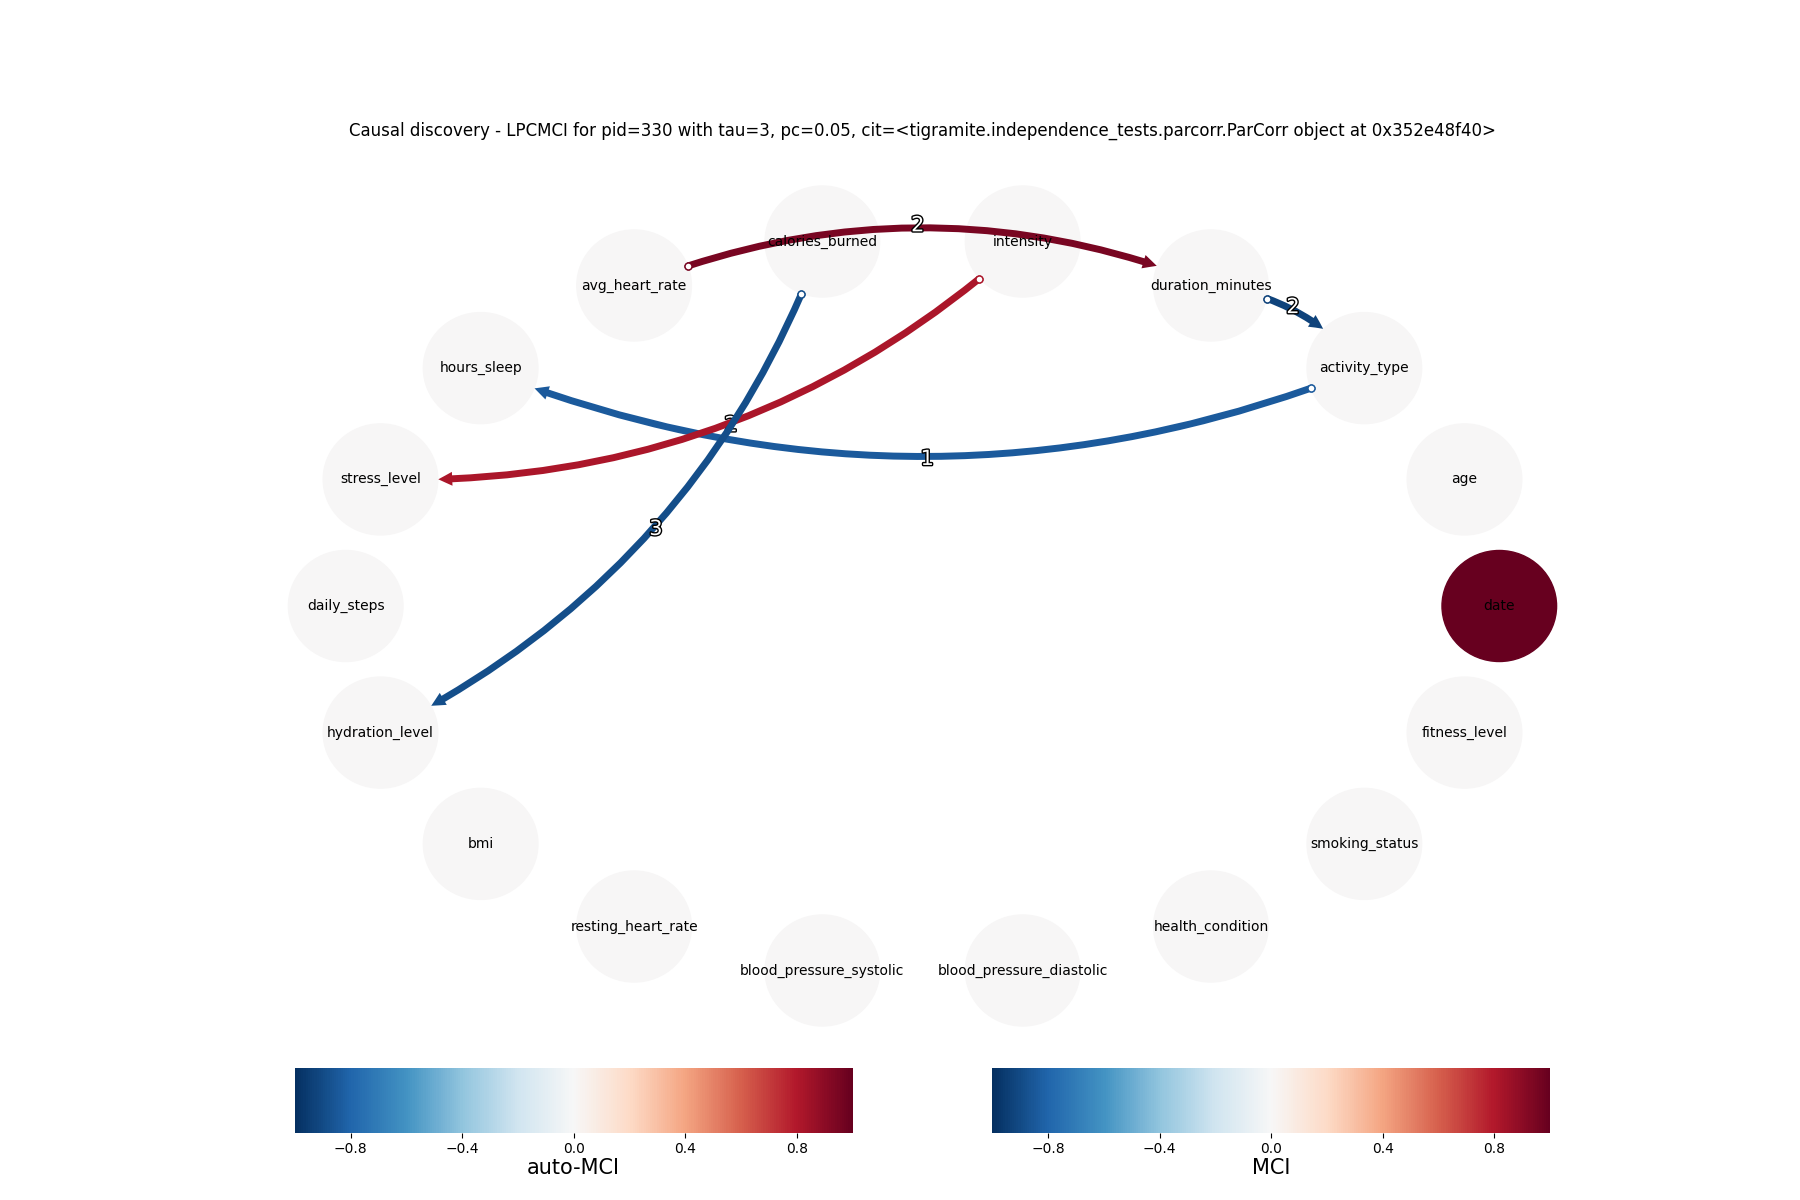 Causal discovery - LPCMCI for pid=330 with tau=3, pc=0.05, cit=<tigramite.independence_tests.parcorr.ParCorr object at 0x352e48f40>
2
calories_burned
intensity
avg_heart_rate
duration_minutes
2
hours_sleep
activity_type
1
stress_level
age
3
daily_steps
date
hydration_level
fitness_level
bmi
smoking_status
resting_heart_rate
health_condition
blood_pressure_systolic
blood_pressure_diastolic
−0.8 −0.4 0.0 0.4 0.8
auto-MCI
−0.8 −0.4 0.0 0.4 0.8
MCI